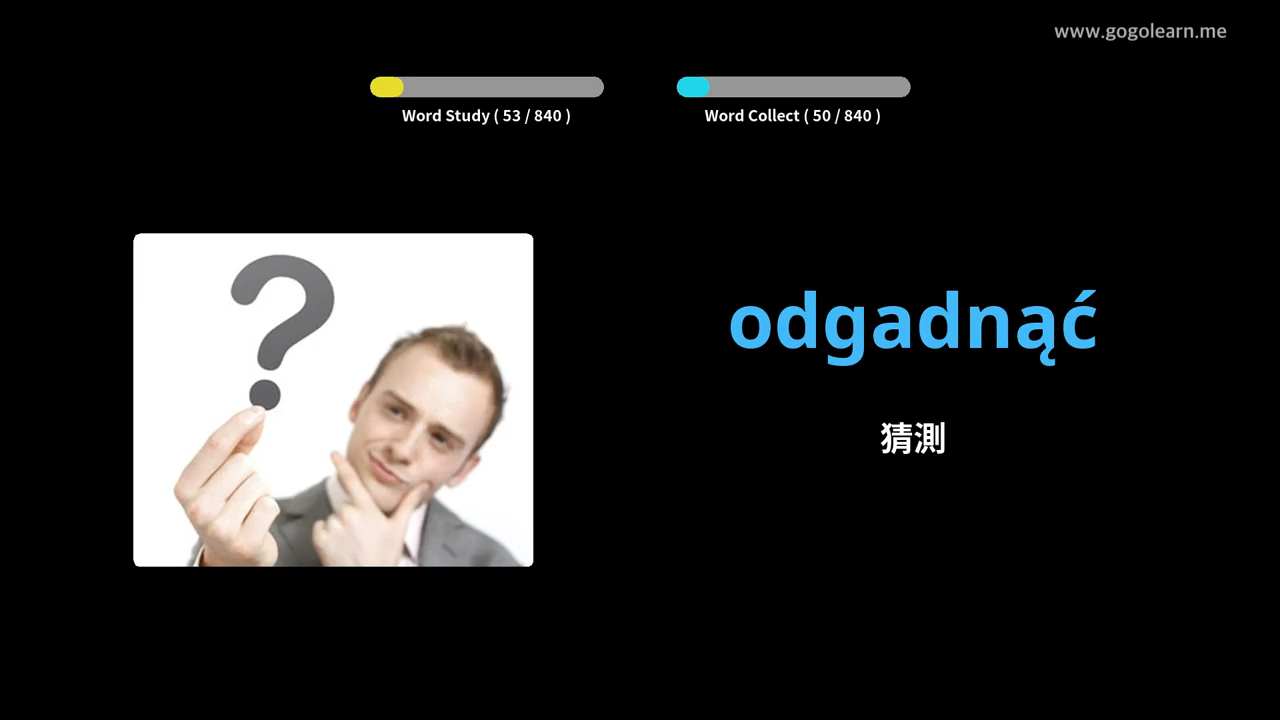 www.gogolearn.me
Word Study ( 53 / 840 )
Word Collect ( 50 / 840 )
?
odgadnąć
猜測